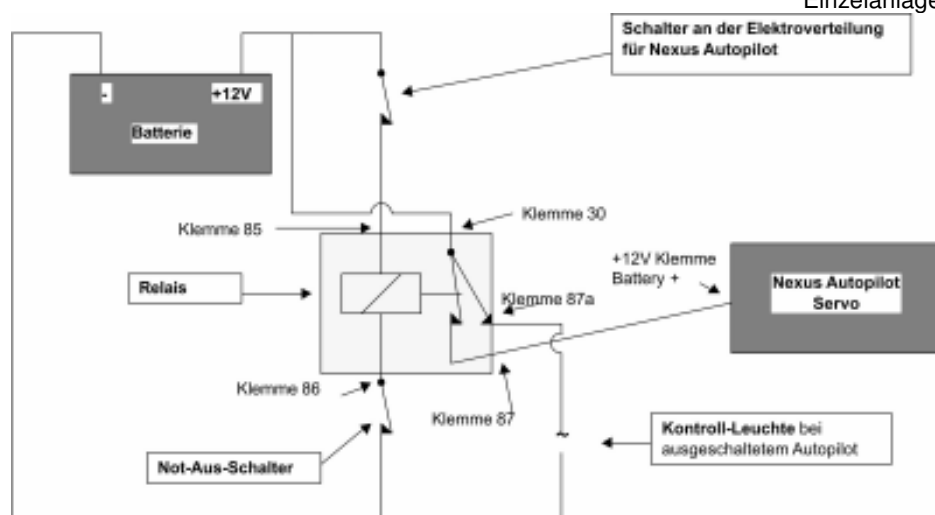 Einzelanlage
Schalter an der Elektroverteilung
für Nexus Autopilot
- +12V
Batterie
Klemme 85
Klemme 30
+12V Klemme
Battery +
Relais
Nexus Autopilot
Servo
Klemme 87a
Klemme 86
Klemme 87
Kontroll-Leuchte bei
ausgeschaltetem Autopilot
Not-Aus-Schalter